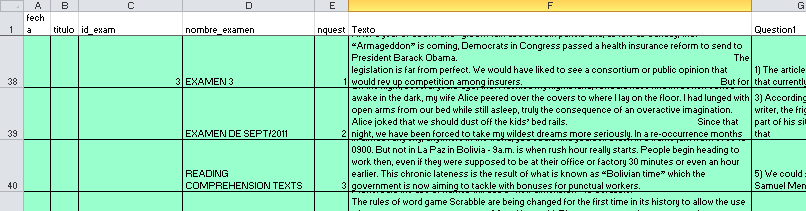 A B C D E F G
fech
a titulo id_exam nombre_examen nquest Texto Question1
1
"Armageddon" is coming, Democrats in Congress passed a health insurance reform to send to
President Barack Obama. The
legislation is far from perfect. We would have liked to see a consortium or public opinion that 1) The article
38 3 EXAMEN 3 1 would rev up competition among insurers. But for that currently
awake in the dark, my wife Alice peered over the covers to where I lay on the floor. I had lunged with 3) According
open arms from our bed while still asleep, truly the consequence of an overactive imagination. writer, the frig
Alice joked that we should dust off the kids' bed rails. Since that part of his sit
39 EXAMEN DE SEPT/2011 2 night, we have been forced to take my wildest dreams more seriously. In a re-occurrence months that
0900. But not in La Paz in Bolivia - 9a.m. is when rush hour really starts. People begin heading to
work then, even if they were supposed to be at their office or factory 30 minutes or even an hour
READING earlier. This chronic lateness is the result of what is known as "Bolivian time" which the 5) We could s
40 COMPREHENSION TEXTS 3 government is now aiming to tackle with bonuses for punctual workers. Samuel Men
The rules of word game Scrabble are being changed for the first time in its history to allow the use